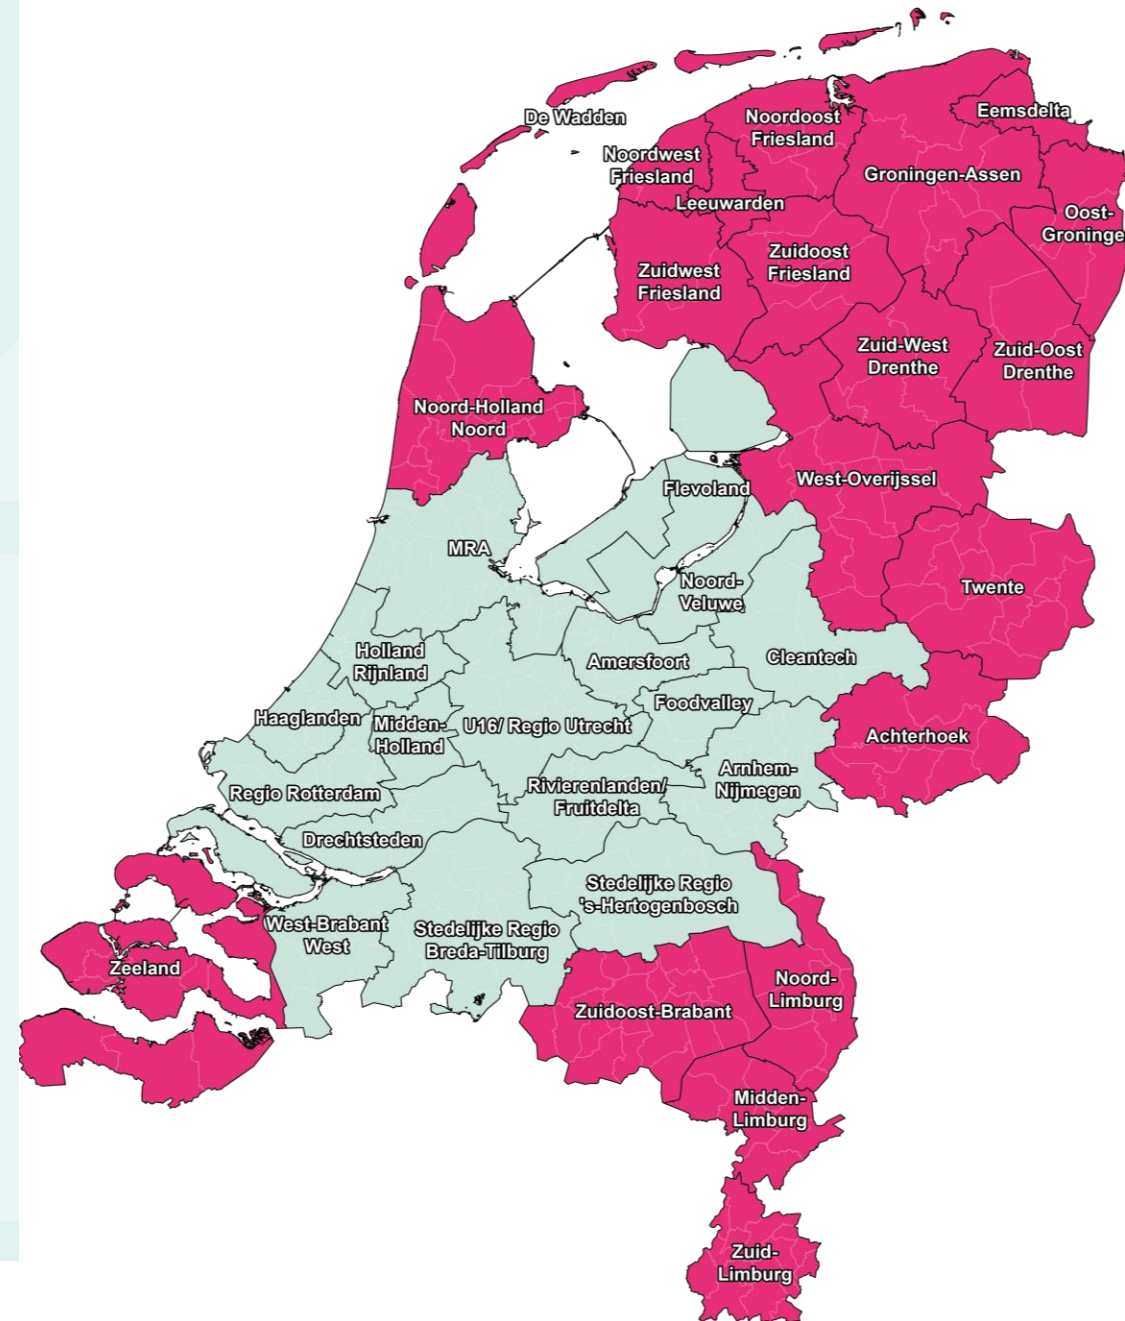 De Wadden
Noordoost
Friesland
Eemsdelta
Noordwest
Friesland
Groningen-Assen
Leeuwarden
Oost-
Groninge
Zuidwest
Friesland
Zuidoost
Friesland
Zuid-West
Drenthe
Zuid-Oost
Drenthe
Noord-Holland
Noord
West-Overijssel
Flevoland
MRA
Noord-
Veluwe
Twente
Holland
Rijnland
Amersfoort
Cleantech
Haaglanden
Midden-
Holland
U16/ Regio Utrecht
Foodvalley
Achterhoek
Regio Rotterdam
Rivierenlanden/
Fruitdelta
Arnhem-
Nijmegen
Drechtsteden
Stedelijke Regio
's-Hertogenbosch
West-Brabant
West
Stedelijke Regio
Breda-Tilburg
Zeeland
Zuidoost-Brabant
Noord-
Limburg
Midden-
Limburg
Zuid-
Limburg